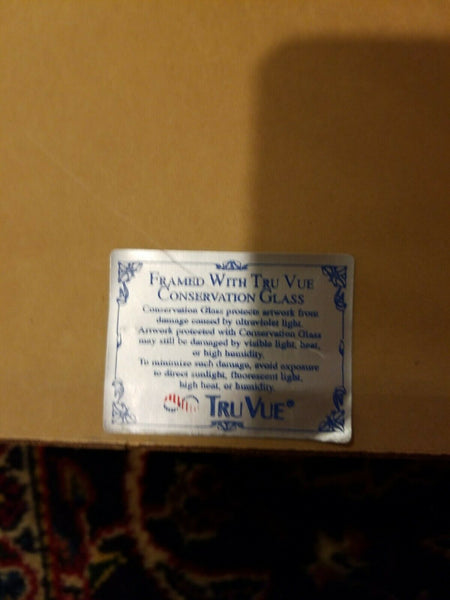 FRAMED WITH TRU VUE
CONSERVATION GLASS
Conservation Glass protects artwork from
damage caused by ultraviolet light.
Artwork protected with Conservation Glass
may still be damaged by visible light, heat,
or high humidity.
To minimize such damage, avoid exposure
to direct sunlight, fluorescent light,
high heat, or humidity.
TRU VUE®